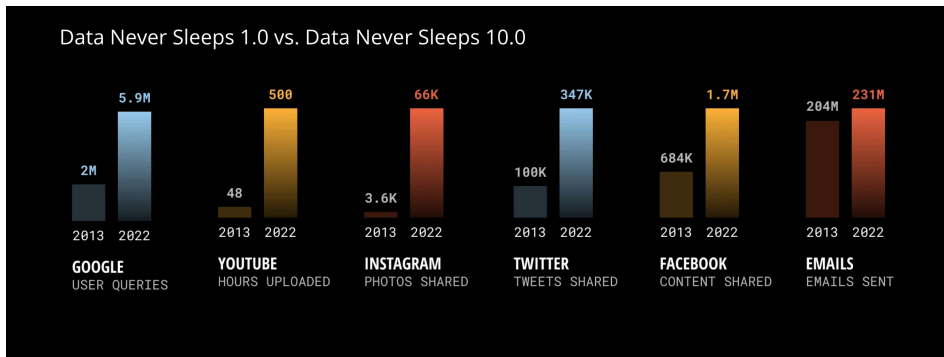 Data Never Sleeps 1.0 vs. Data Never Sleeps 10.0
2M
5.9M
2013 2022
GOOGLE
USER QUERIES
48
500
2013 2022
YOUTUBE
HOURS UPLOADED
3.6K
66K
2013 2022
INSTAGRAM
PHOTOS SHARED
100K
347K
2013 2022
TWITTER
TWEETS SHARED
684K
1.7M
2013 2022
FACEBOOK
CONTENT SHARED
204M
231M
2013 2022
EMAILS
EMAILS SENT